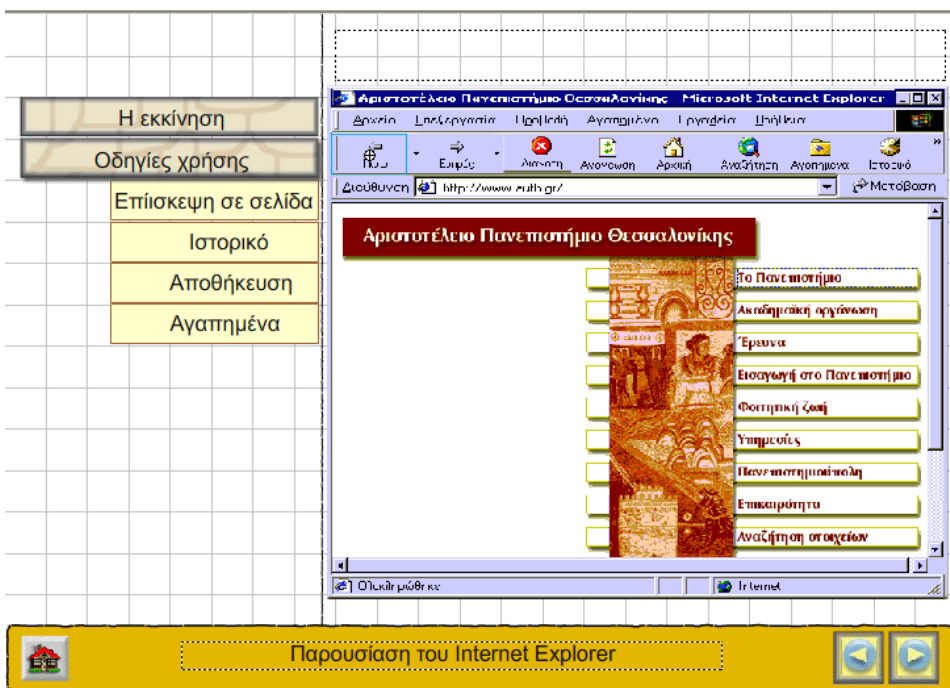 Η εκκίνηση
Οδηγίες χρήσης
Επίισκεψη σε σελίδα
Ιστορικό
Αποθήκευση
Αγαπημένα
Αριστοτέλειο Πανεπιστήμιο Θεσσαλονίκης - Microsoft Internet Explorer
Αρχείο Επεξεργασία Προβολή Αγαπημένα Εργαλεία Βοήθεια
Πίσω Εμπρός Διακοπή Ανανέωση Αρχική Αναζήτηση Αγαπημένα Ιστορικό
Διεύθυνση http://www.auth.gr/ Μετάβαση
Αριστοτέλειο Πανεπιστήμιο Θεσσαλονίκης
Το Πανεπιστήμιο
Ακαδημαϊκή οργάνωση
Έρευνα
Εισαγωγή στο Πανεπιστήμιο
Φοιτητική ζωή
Υπηρεσίες
Πανεπιστημιούπολη
Επικαιρότητα
Αναζήτηση στοιχείων
Ολοκληρώθηκε Internet
Παρουσίαση του Internet Explorer